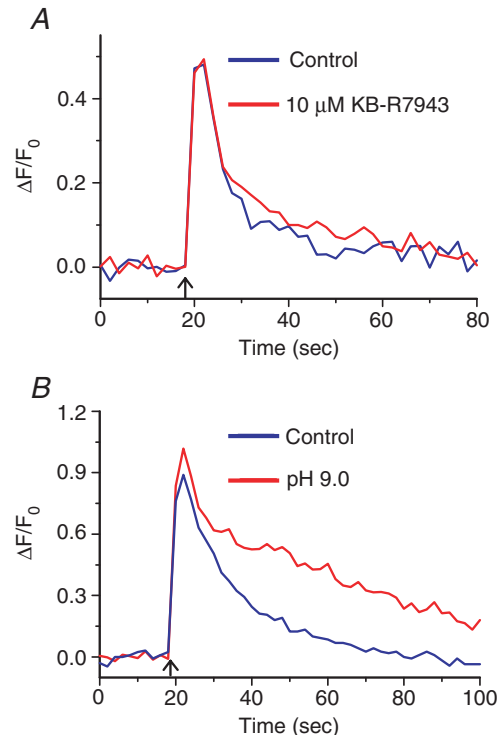 A
Control
10 μM KB-R7943
ΔF/F0
0.4
0.2
0.0
0 20 40 60 80
Time (sec)
B
Control
pH 9.0
ΔF/F0
1.2
0.9
0.6
0.3
0.0
0 20 40 60 80 100
Time (sec)